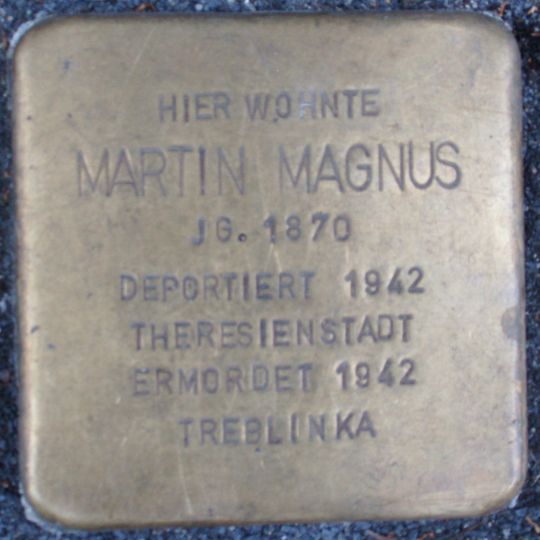 HIER WOHNTE
MARTIN MAGNUS
JG. 1870
DEPORTIERT 1942
THERESIENSTADT
ERMORDET 1942
TREBLINKA